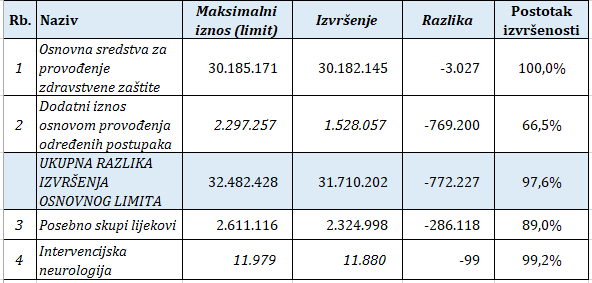 Rb. Naziv Maksimalni iznos (limit) Izvršenje Razlika Postotak izvršenosti
1 Osnovna sredstva za provođenje zdravstvene zaštite 30.185.171 30.182.145 -3.027 100,0%
2 Dodatni iznos osnovom provođenja određenih postupaka 2.297.257 1.528.057 -769.200 66,5%
UKUPNA RAZLIKA IZVRŠENJA OSNOVNOG LIMITA 32.482.428 31.710.202 -772.227 97,6%
3 Posebno skupi lijekovi 2.611.116 2.324.998 -286.118 89,0%
4 Intervencijska neurologija 11.979 11.880 -99 99,2%